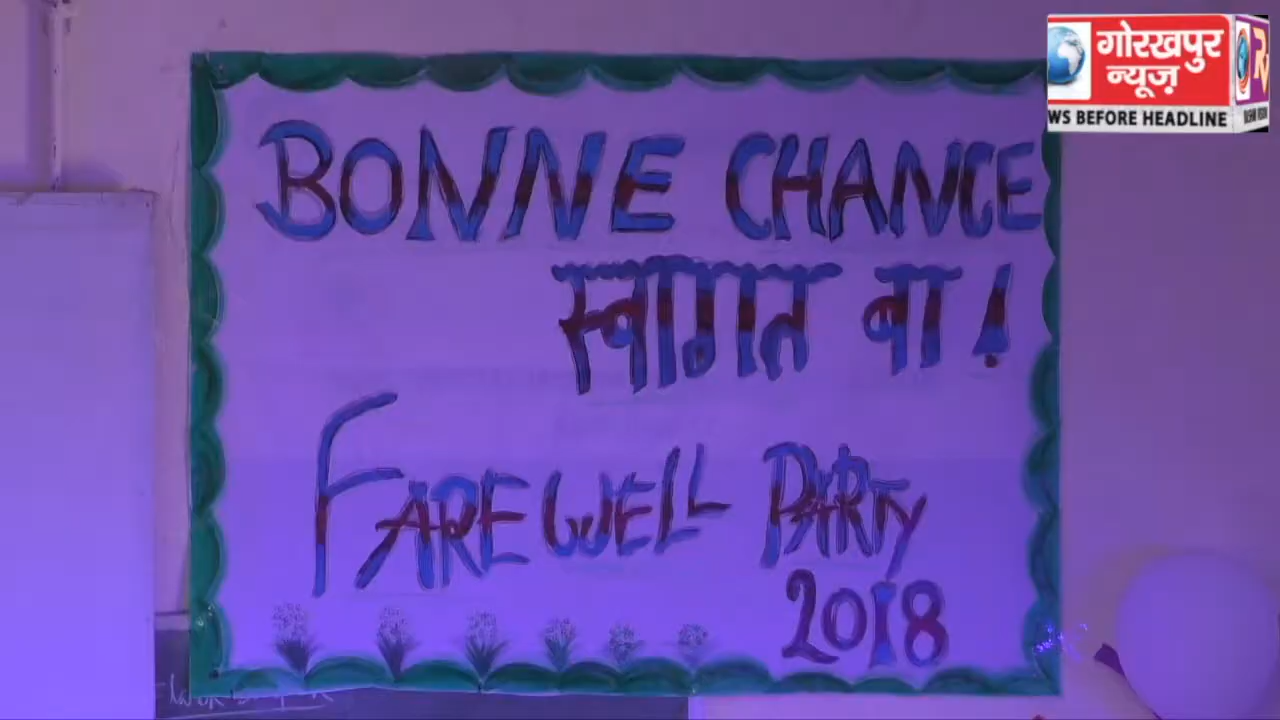 BONNE CHANCE
स्वागत बा !
FAREWELL PARTY
2018
गोरखपुर
न्यूज़
WS BEFORE HEADLINE